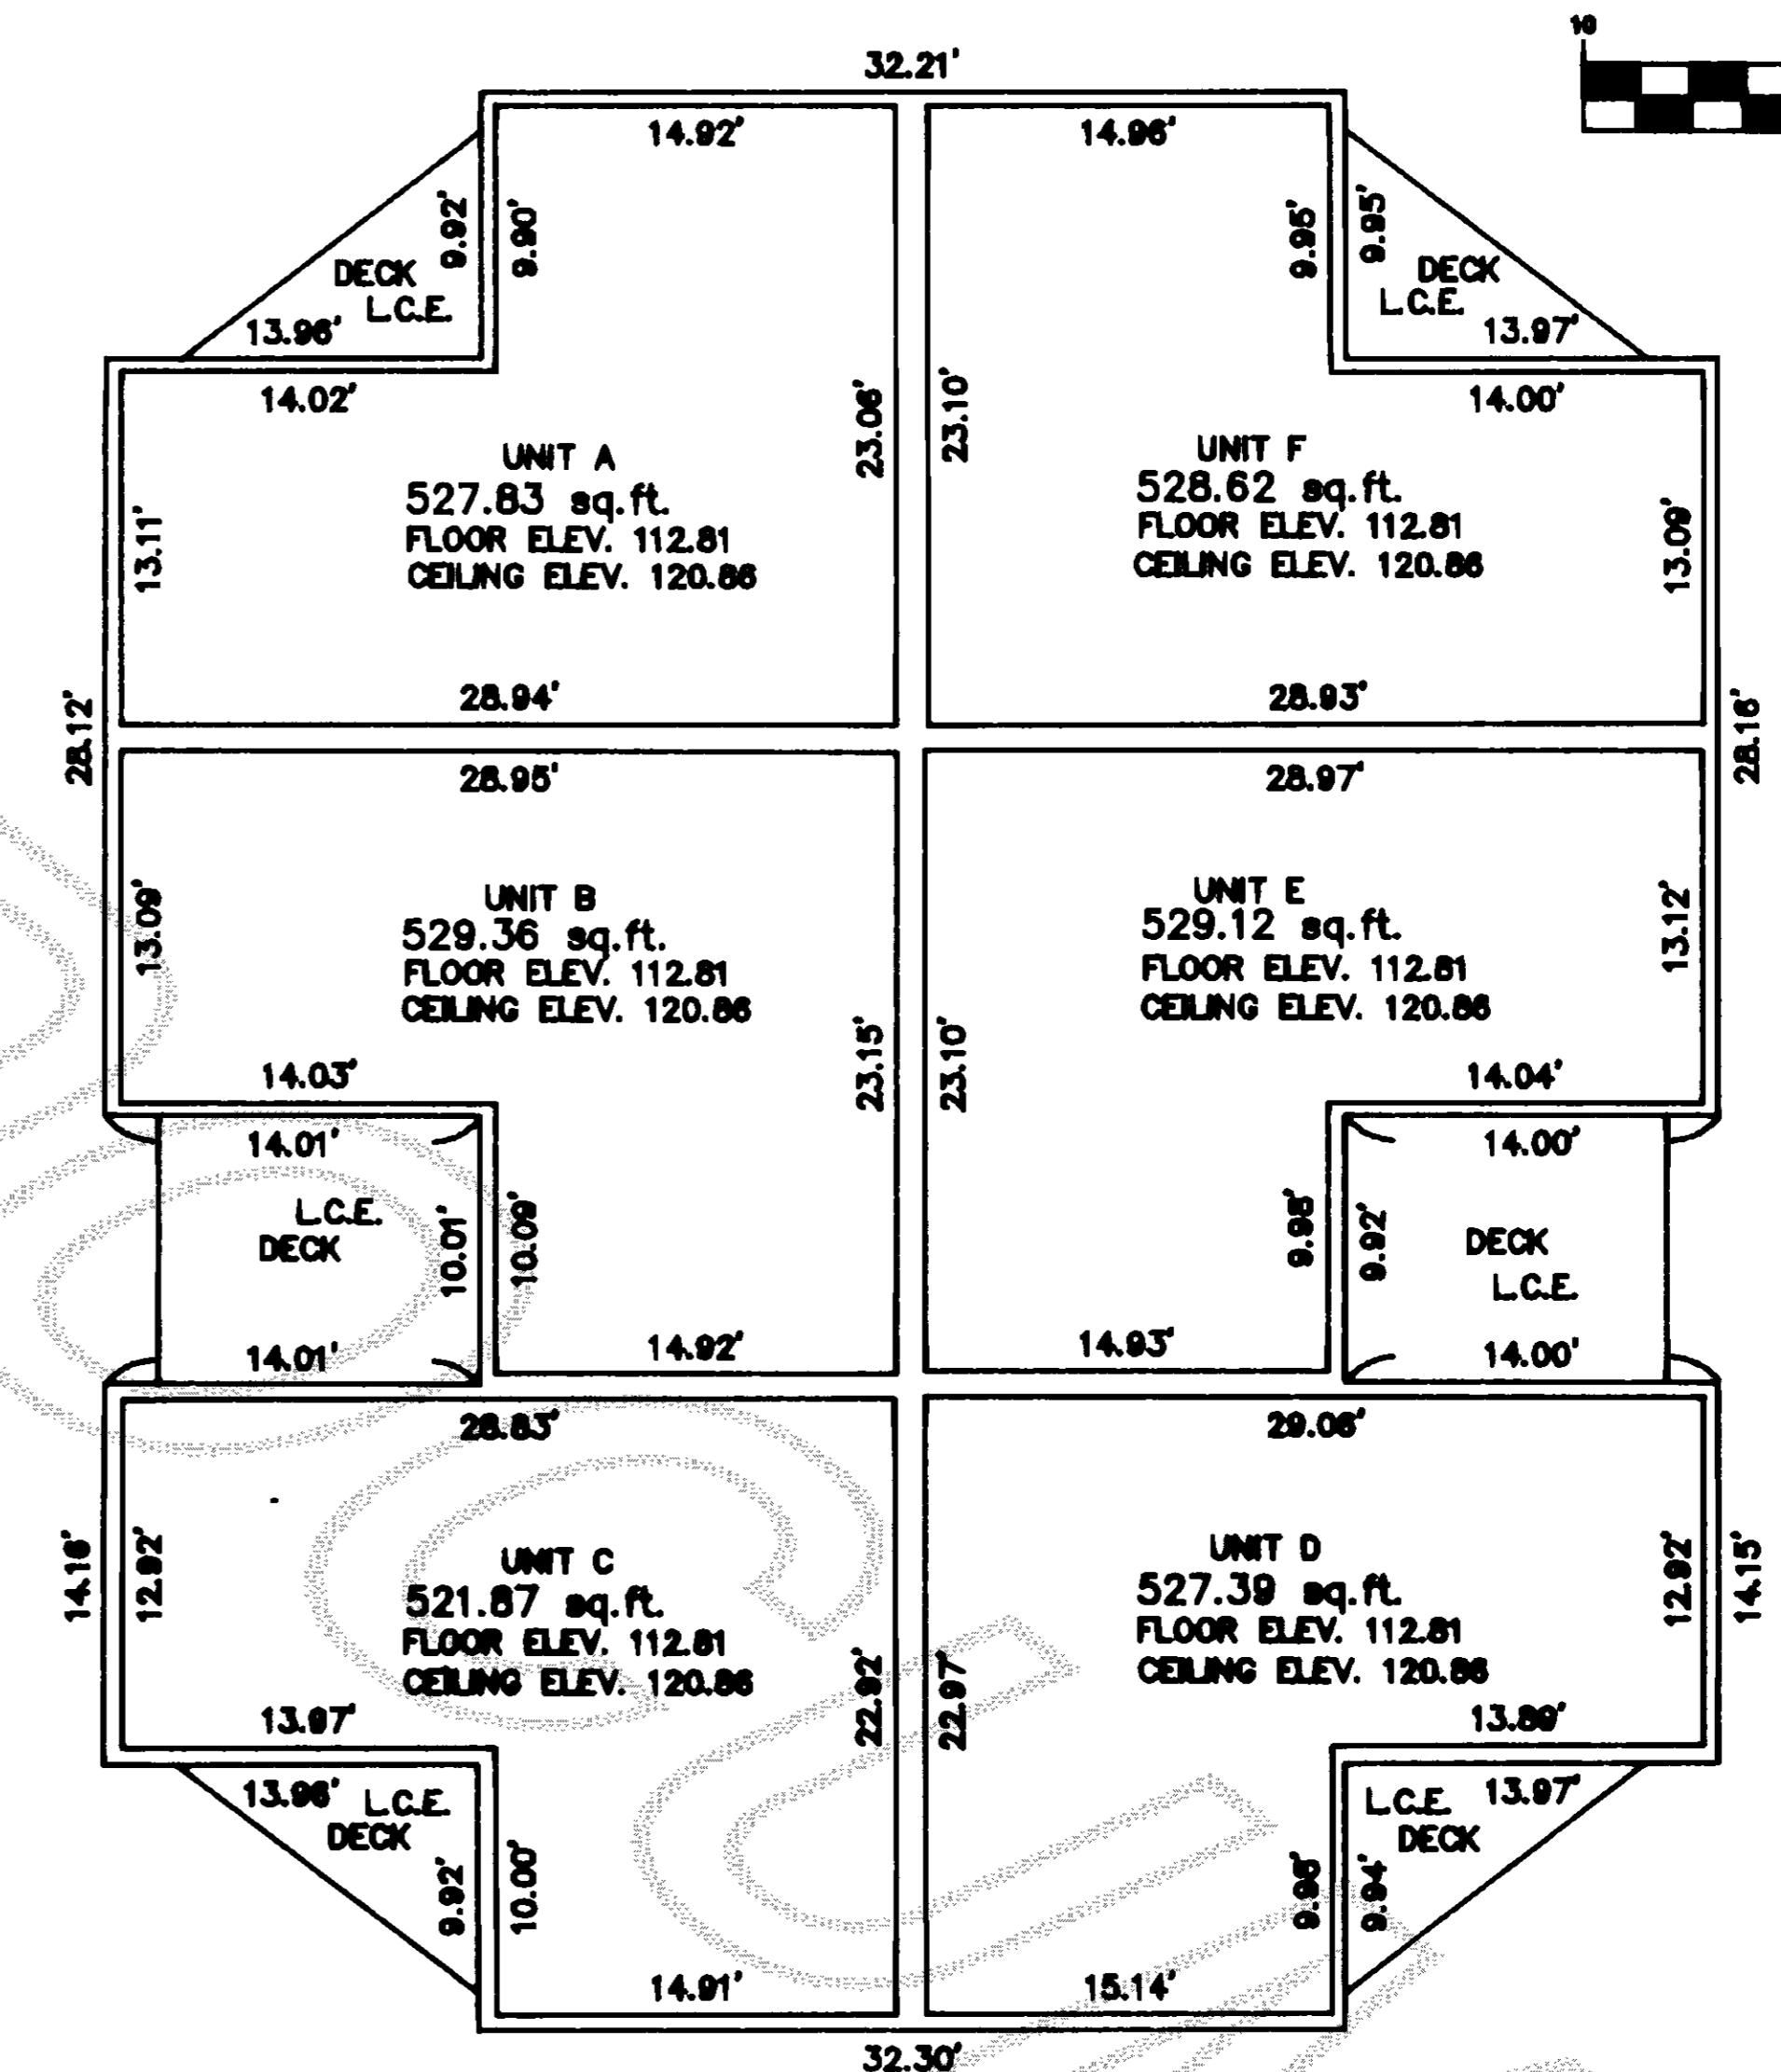 10
32.21'
14.92'
14.96'
9.92'
9.90'
9.95'
9.95'
DECK
L.C.E.
13.96'
DECK
L.C.E.
13.97'
14.02'
14.00'
23.06'
23.10'
UNIT A
527.83 sq.ft.
FLOOR ELEV. 112.81
CEILING ELEV. 120.86
13.11'
UNIT F
528.62 sq.ft.
FLOOR ELEV. 112.81
CEILING ELEV. 120.86
13.09'
28.94'
28.93'
28.12'
28.16'
28.95'
28.97'
UNIT B
529.36 sq.ft.
FLOOR ELEV. 112.81
CEILING ELEV. 120.86
13.09'
UNIT E
529.12 sq.ft.
FLOOR ELEV. 112.81
CEILING ELEV. 120.86
13.12'
23.15'
23.10'
14.03'
14.04'
14.01'
14.00'
L.C.E.
DECK
10.01'
10.09'
9.98'
9.92'
DECK
L.C.E.
14.01'
14.92'
14.93'
14.00'
28.83'
29.06'
14.16'
12.92'
UNIT C
521.87 sq.ft.
FLOOR ELEV. 112.81
CEILING ELEV. 120.86
UNIT D
527.39 sq.ft.
FLOOR ELEV. 112.81
CEILING ELEV. 120.86
12.92'
14.15'
22.92'
22.97'
13.97'
13.89'
13.96'
L.C.E.
DECK
L.C.E.
DECK
13.97'
9.92'
10.00'
9.96'
9.94'
14.91'
15.14'
32.30'